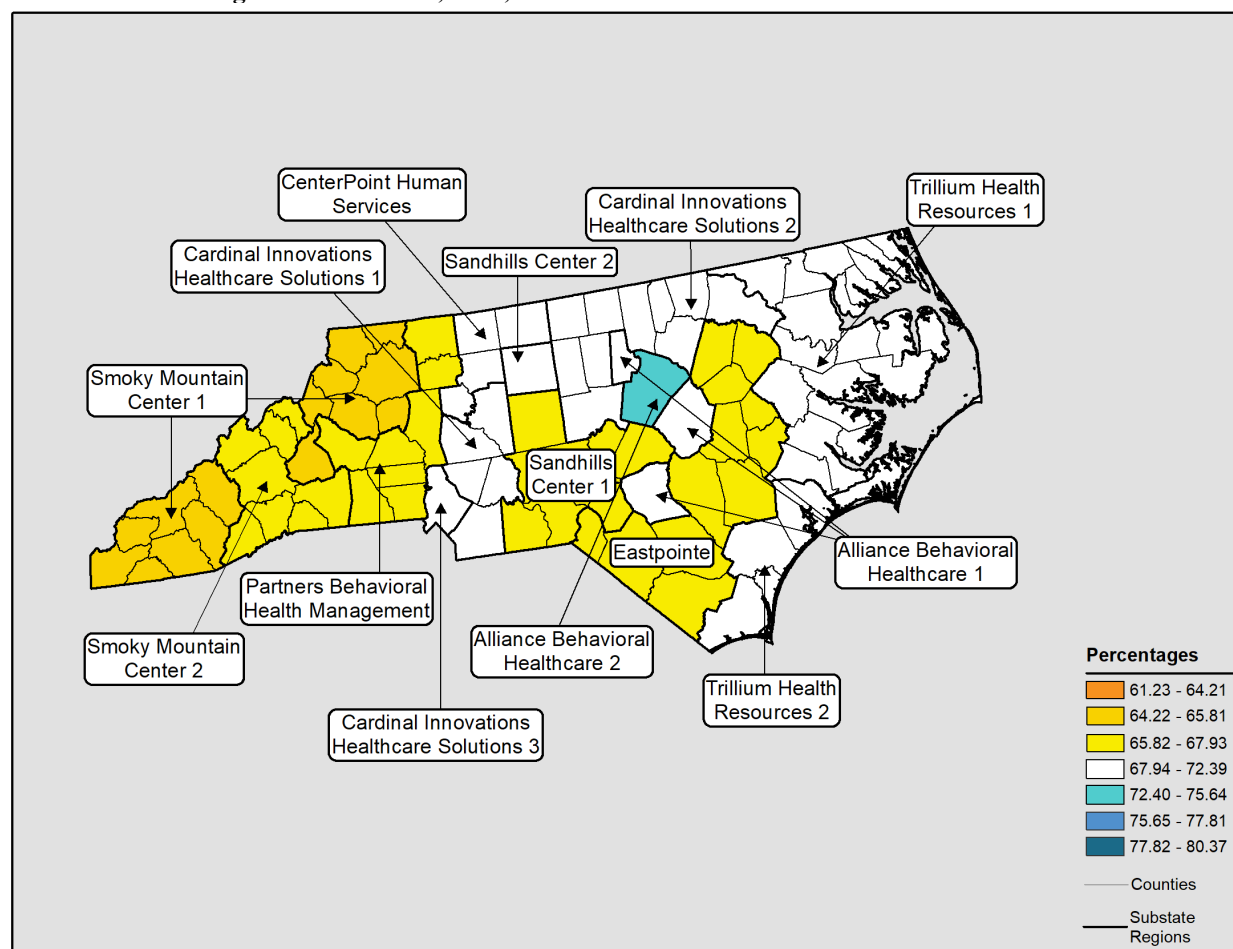 CenterPoint Human
Services
Cardinal Innovations
Healthcare Solutions 2
Trillium Health
Resources 1
Cardinal Innovations
Healthcare Solutions 1
Sandhills Center 2
Smoky Mountain
Center 1
Sandhills
Center 1
Eastpointe
Alliance Behavioral
Healthcare 1
Partners Behavioral
Health Management
Alliance Behavioral
Healthcare 2
Smoky Mountain
Center 2
Trillium Health
Resources 2
Cardinal Innovations
Healthcare Solutions 3
Percentages
61.23 - 64.21
64.22 - 65.81
65.82 - 67.93
67.94 - 72.39
72.40 - 75.64
75.65 - 77.81
77.82 - 80.37
Counties
Substate
Regions